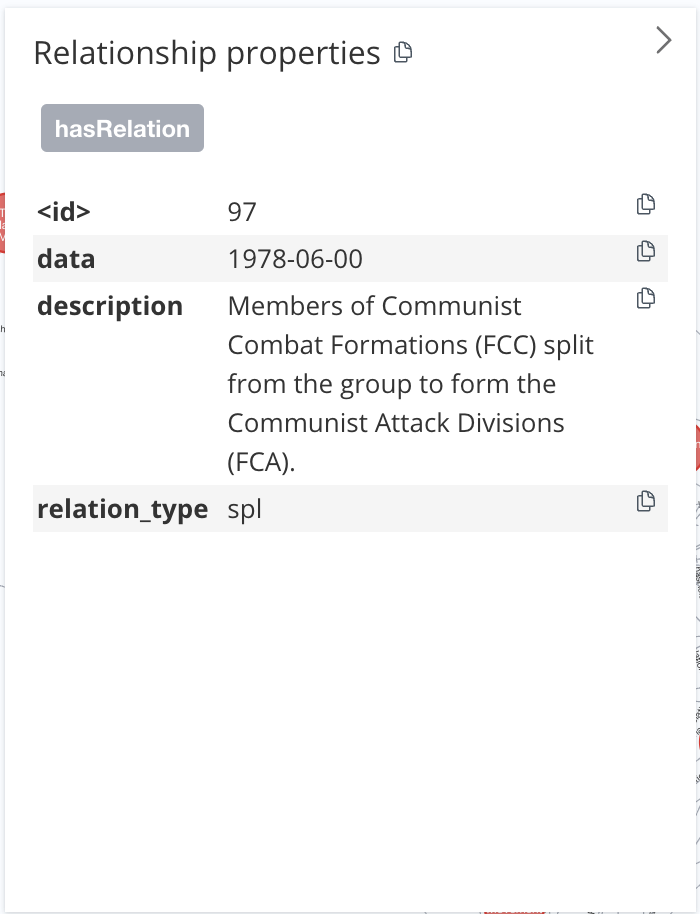 Relationship properties
hasRelation
<id> 97
data 1978-06-00
description Members of Communist
Combat Formations (FCC) split
from the group to form the
Communist Attack Divisions
(FCA).
relation_type spl